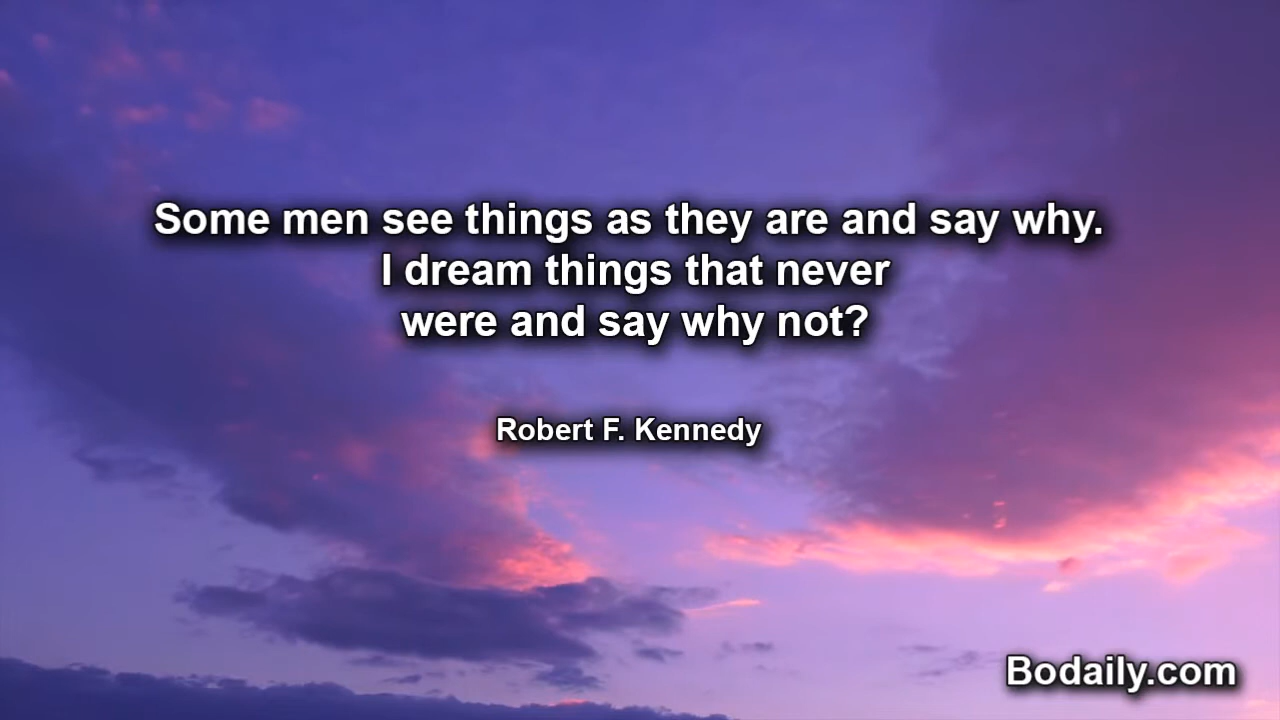 Some men see things as they are and say why.
I dream things that never
were and say why not?
Robert F. Kennedy
Bodaily.com